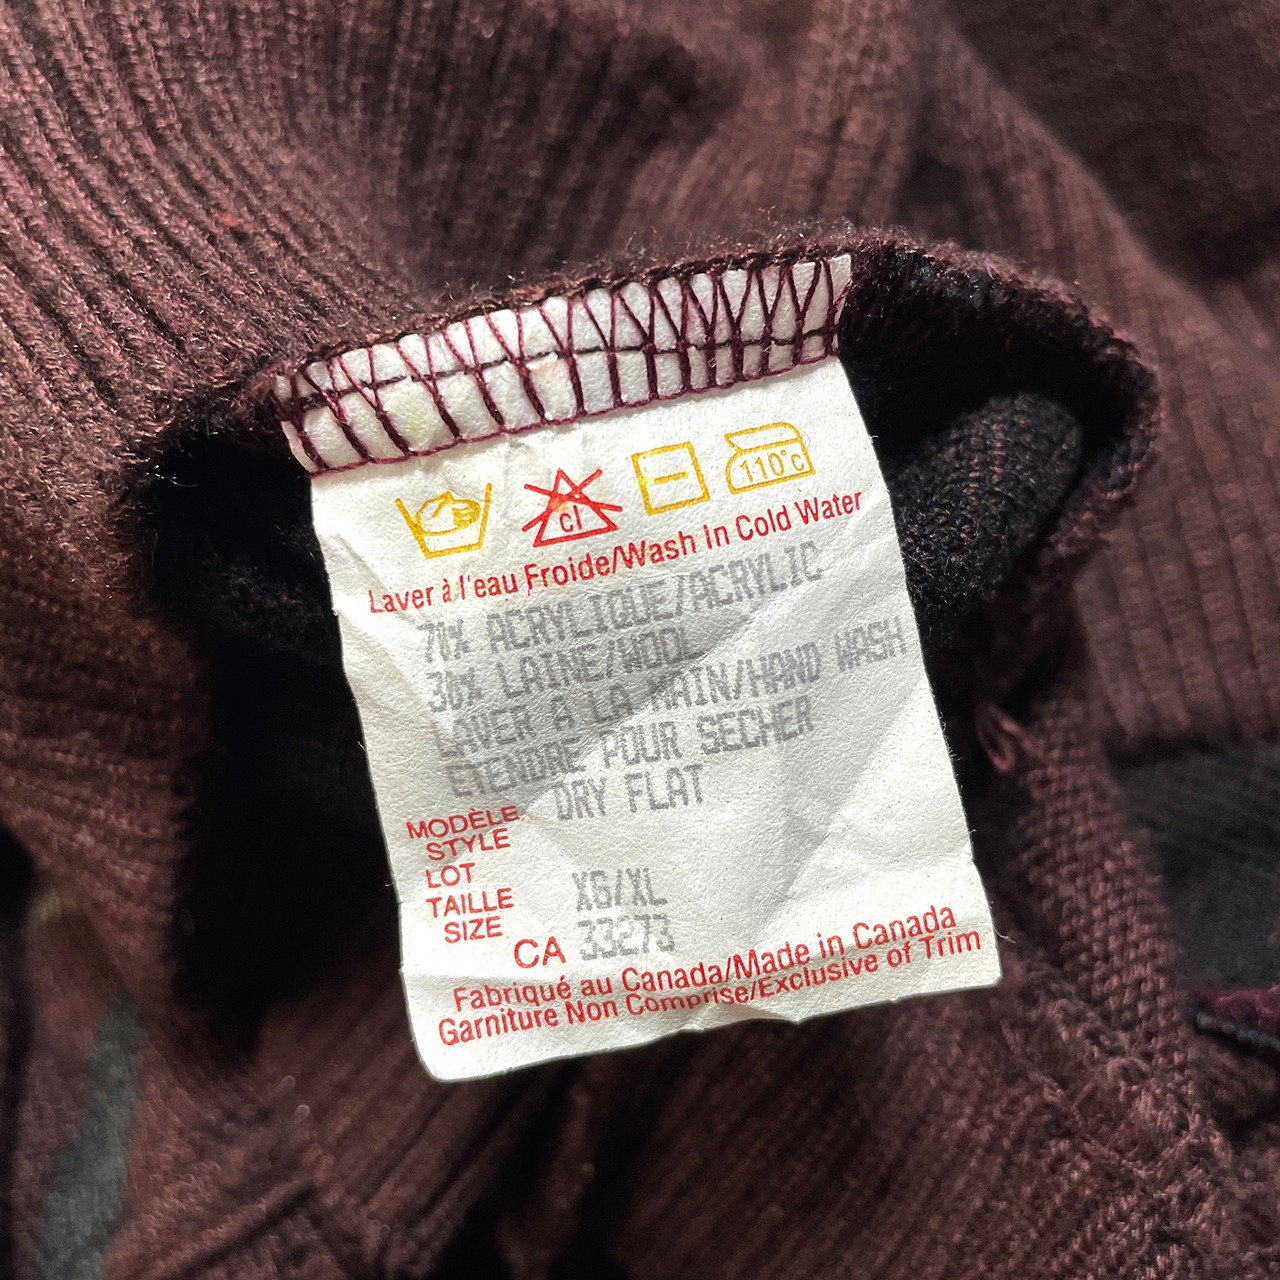 cl
110°c
Laver à l'eau Froide/Wash in Cold Water
70% ACRYLIQUE/ACRYLIC
30% LAINE/WOOL
LAVER A LA MAIN/HAND WASH
ETENDRE POUR SECHER
DRY FLAT
MODÈLE
STYLE
LOT
TAILLE XG/XL
SIZE
CA 33273
Fabriqué au Canada/Made in Canada
Garniture Non Comprise/Exclusive of Trim